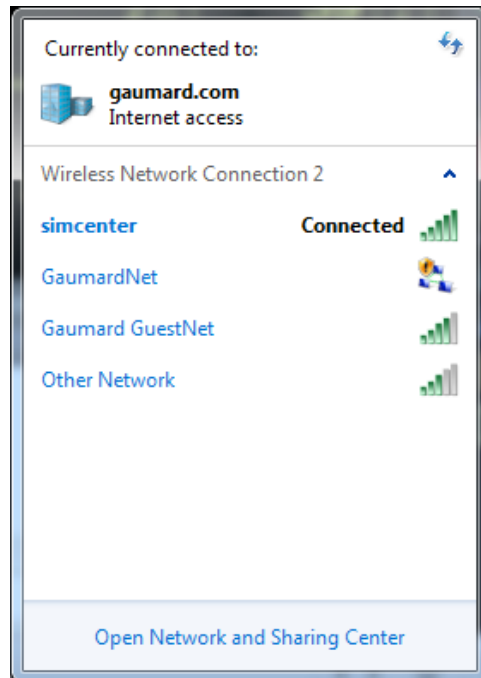 Currently connected to:
gaumard.com
Internet access
Wireless Network Connection 2
simcenter Connected
GaumardNet
Gaumard GuestNet
Other Network
Open Network and Sharing Center